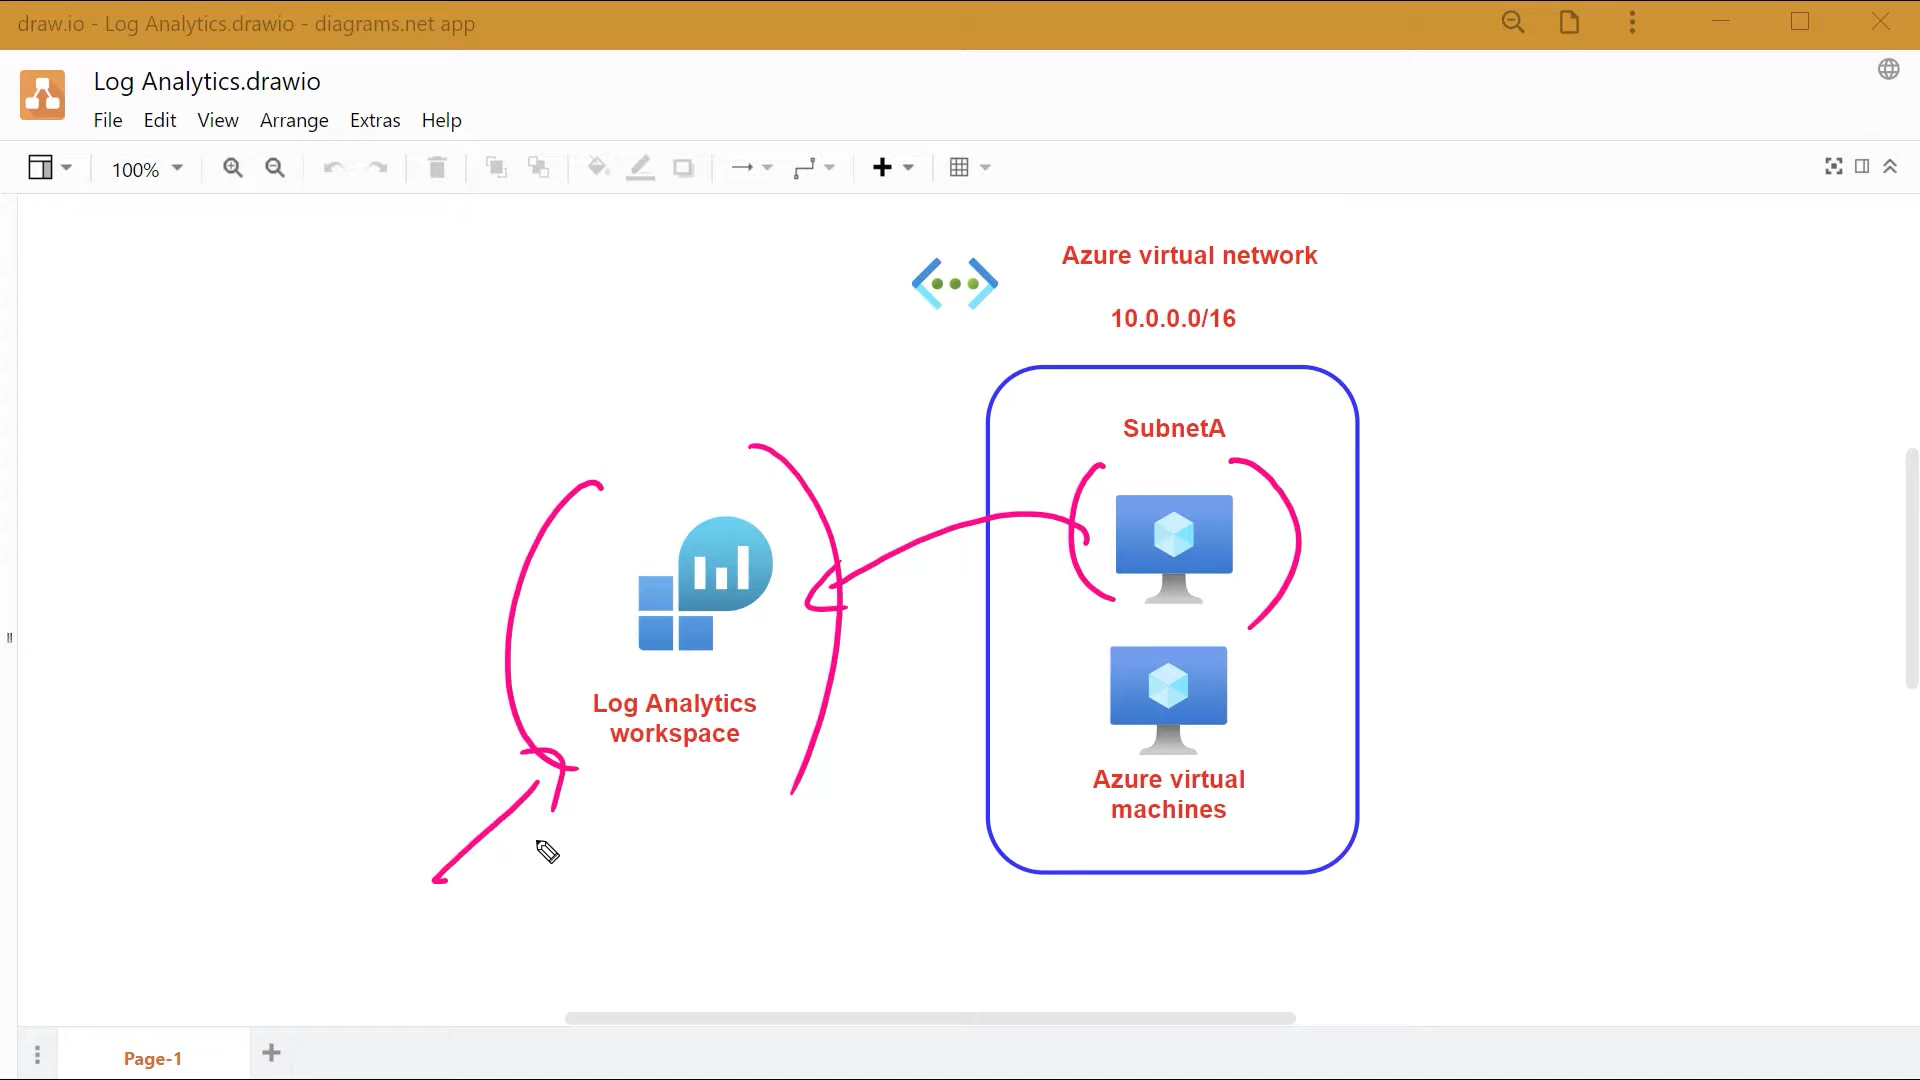 draw.io - Log Analytics.drawio - diagrams.net app
Log Analytics.drawio
File Edit View Arrange Extras Help
100%
Azure virtual network
10.0.0.0/16
SubnetA
Log Analytics
workspace
Azure virtual
machines
Page-1